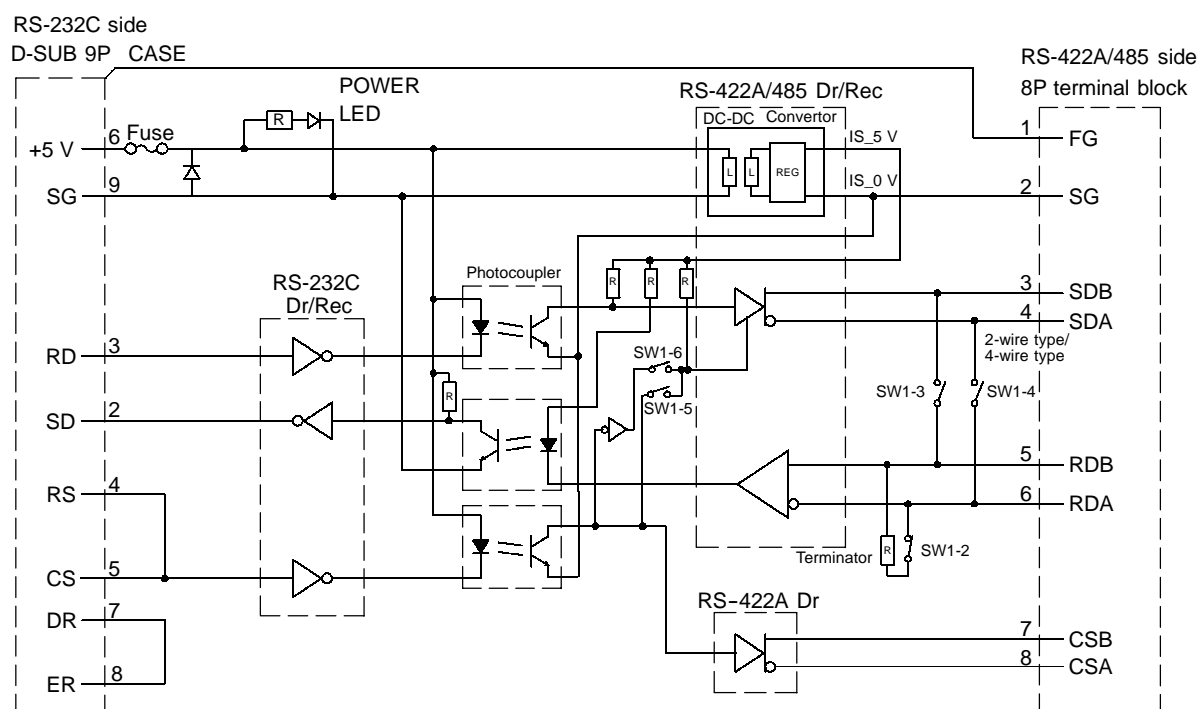 RS-232C side
D-SUB 9P CASE
RS-422A/485 side
8P terminal block
POWER
LED
RS-422A/485 Dr/Rec
DC-DC Convertor
R
6 Fuse
+5 V
IS_5 V
1 FG
L L REG
9
SG
IS_0 V
2 SG
Photocoupler
RS-232C
Dr/Rec
R R R
3 SDB
4 SDA
2-wire type/
4-wire type
RD 3
SW1-6
SW1-5
R
SW1-3
SW1-4
SD 2
RS 4
5 RDB
6 RDA
Terminator
R
SW1-2
CS 5
DR 7
RS-422A Dr
7 CSB
8 CSA
ER 8